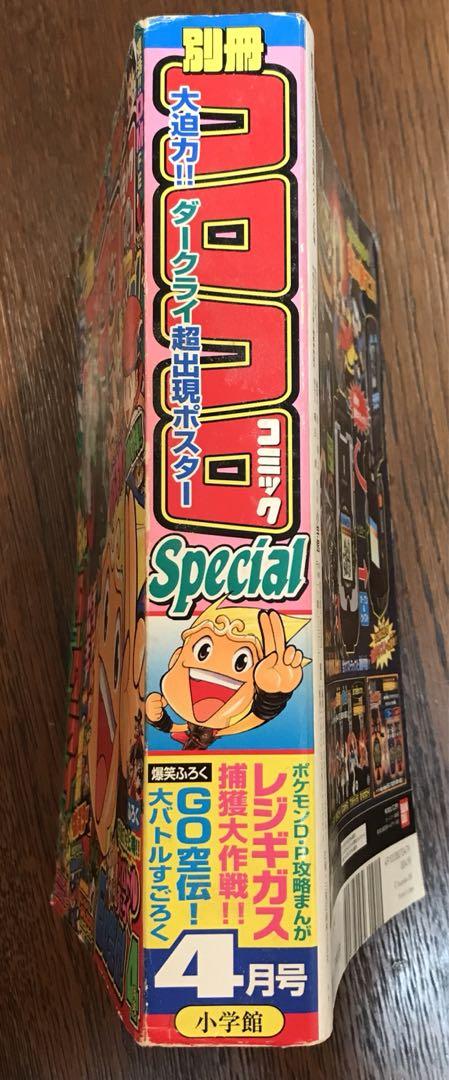 別冊
コロコロ
コミック
Special
大迫力!! ダークライ超出現ポスター
ポケモンD・P攻略まんが
レジギガス
捕獲大作戦!!
爆笑ふろく
GO空伝!
大バトルすごろく
4月号
小学館